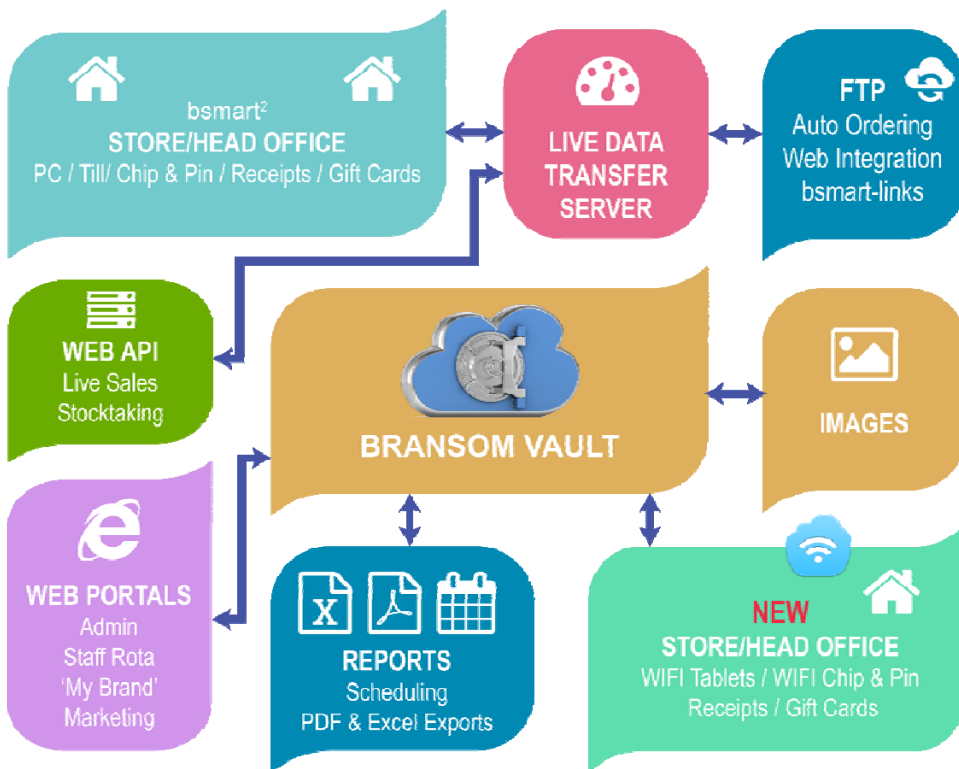 bsmart²
STORE/HEAD OFFICE
PC / Till/ Chip & Pin / Receipts / Gift Cards
LIVE DATA
TRANSFER
SERVER
FTP
Auto Ordering
Web Integration
bsmart-links
WEB API
Live Sales
Stocktaking
BRANSOM VAULT
IMAGES
WEB PORTALS
Admin
Staff Rota
‘My Brand’
Marketing
X
REPORTS
Scheduling
PDF & Excel Exports
NEW
STORE/HEAD OFFICE
WIFI Tablets / WIFI Chip & Pin
Receipts / Gift Cards